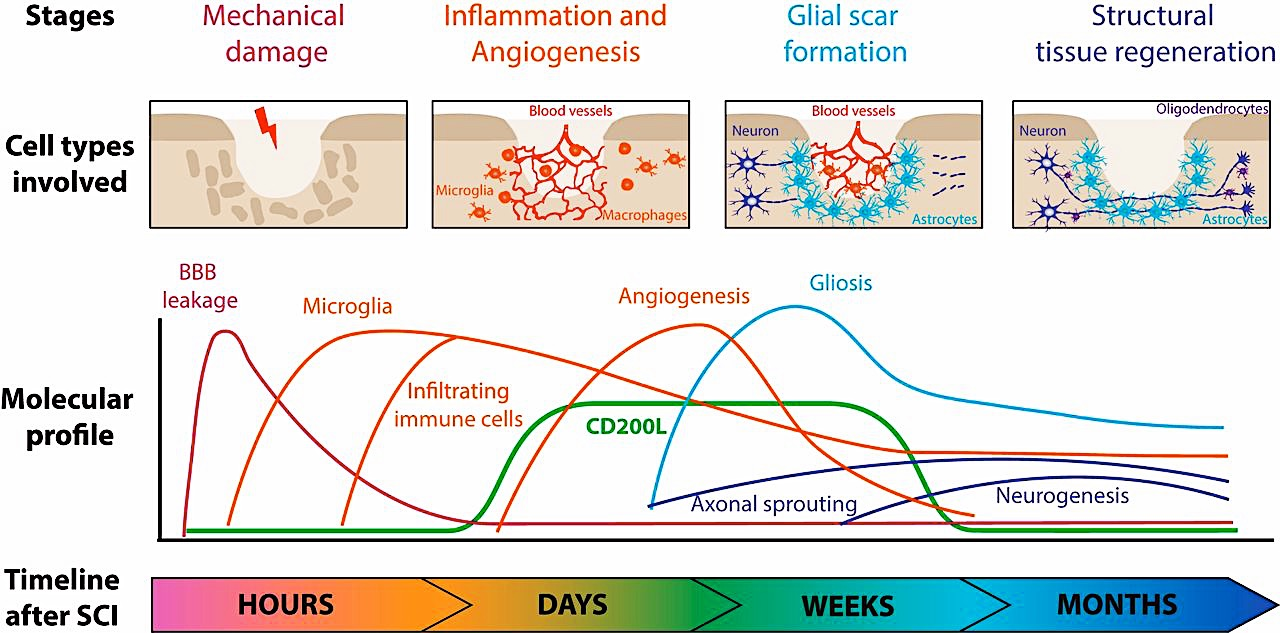 Stages
Mechanical
damage
Inflammation and
Angiogenesis
Glial scar
formation
Structural
tissue regeneration
Cell types
involved
Blood vessels
Microglia
Macrophages
Blood vessels
Neuron
Astrocytes
Oligodendrocytes
Neuron
Astrocytes
Molecular
profile
BBB
leakage
Microglia
Infiltrating
immune cells
Angiogenesis
Gliosis
CD200L
Axonal sprouting
Neurogenesis
Timeline
after SCI
HOURS
DAYS
WEEKS
MONTHS